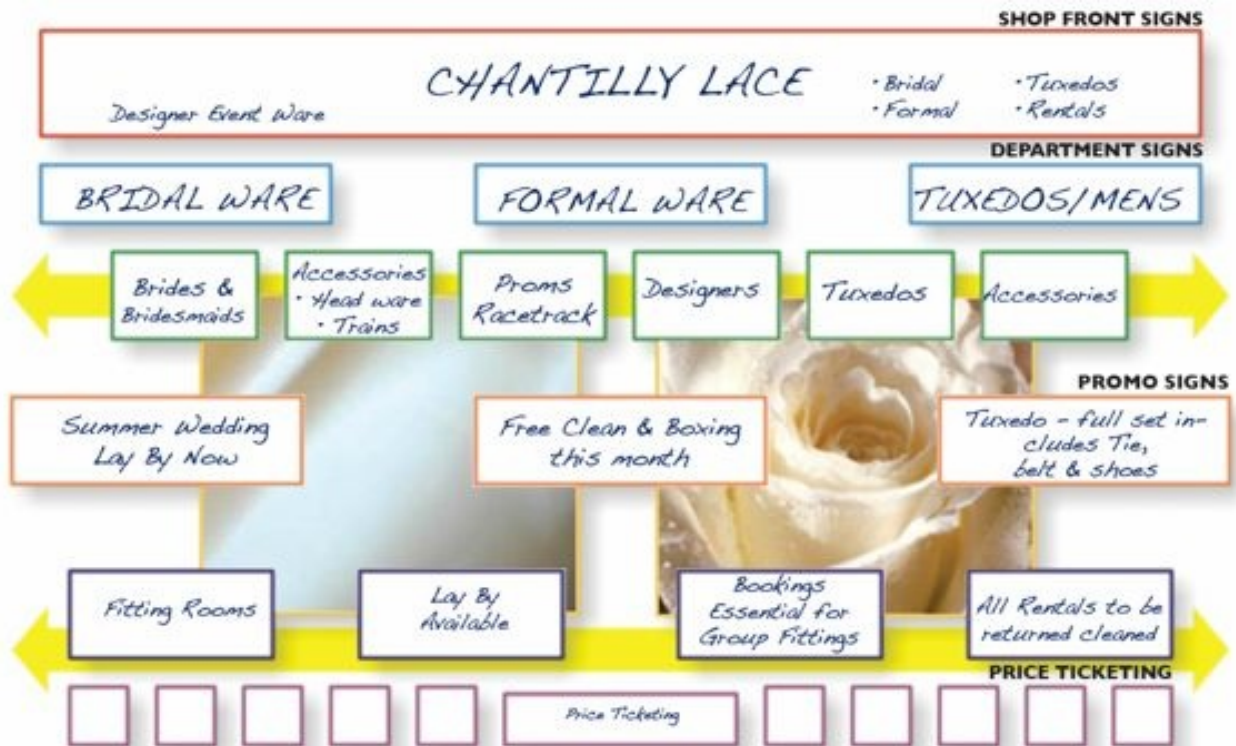 SHOP FRONT SIGNS
CHANTILLY LACE
Designer Event Ware
• Bridal
• Formal
• Tuxedos
• Rentals
DEPARTMENT SIGNS
BRIDAL WARE
FORMAL WARE
TUXEDOS/MENS
Brides &
Bridesmaids
Accessories
• Head ware
• Trains
Proms
Racetrack
Designers
Tuxedos
Accessories
PROMO SIGNS
Summer Wedding
Lay By Now
Free Clean & Boxing
this month
Tuxedo - full set in-
cludes Tie,
belt & shoes
Fitting Rooms
Lay By
Available
Bookings
Essential for
Group Fittings
All Rentals to be
returned cleaned
PRICE TICKETING
Price Ticketing